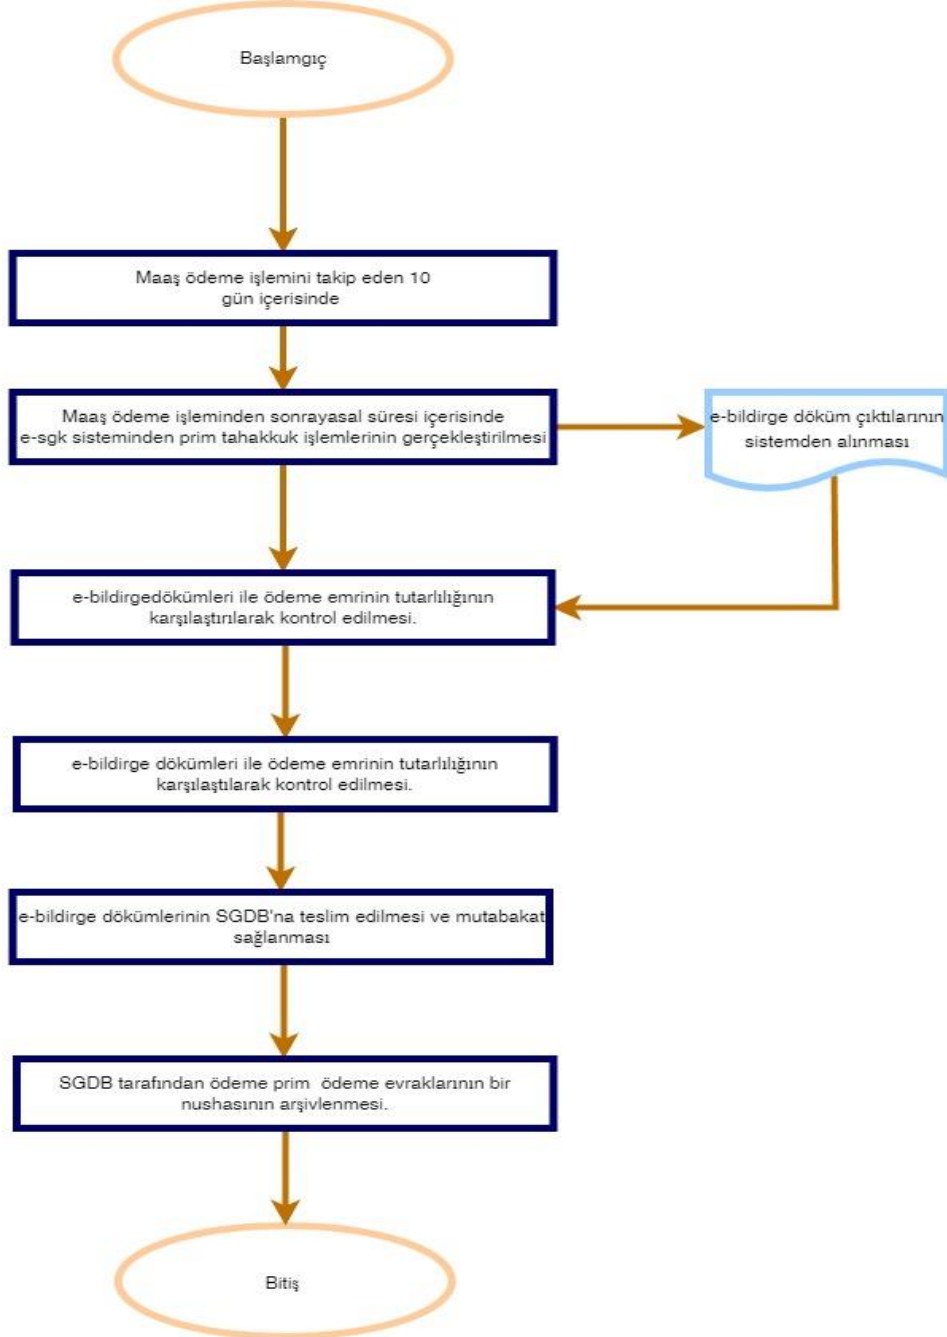 Başlamgıç
Maaş ödeme işlemini takip eden 10
gün içerisinde
Maaş ödeme işleminden sonrayasal süresi içerisinde
e-sgk sisteminden prim tahakkuk işlemlerinin gerçekleştirilmesi
e-bildirge döküm çıktılarının
sistemden alınması
e-bildirgedökümleri ile ödeme emrinin tutarlılığının
karşılaştırılarak kontrol edilmesi.
e-bildirge dökümleri ile ödeme emrinin tutarlılığının
karşılaştılarak kontrol edilmesi.
e-bildirge dökümlerinin SGDB'na teslim edilmesi ve mutabakat
sağlanması
SGDB tarafından ödeme prim  ödeme evraklarının bir
nushasının arşivlenmesi.
Bitiş